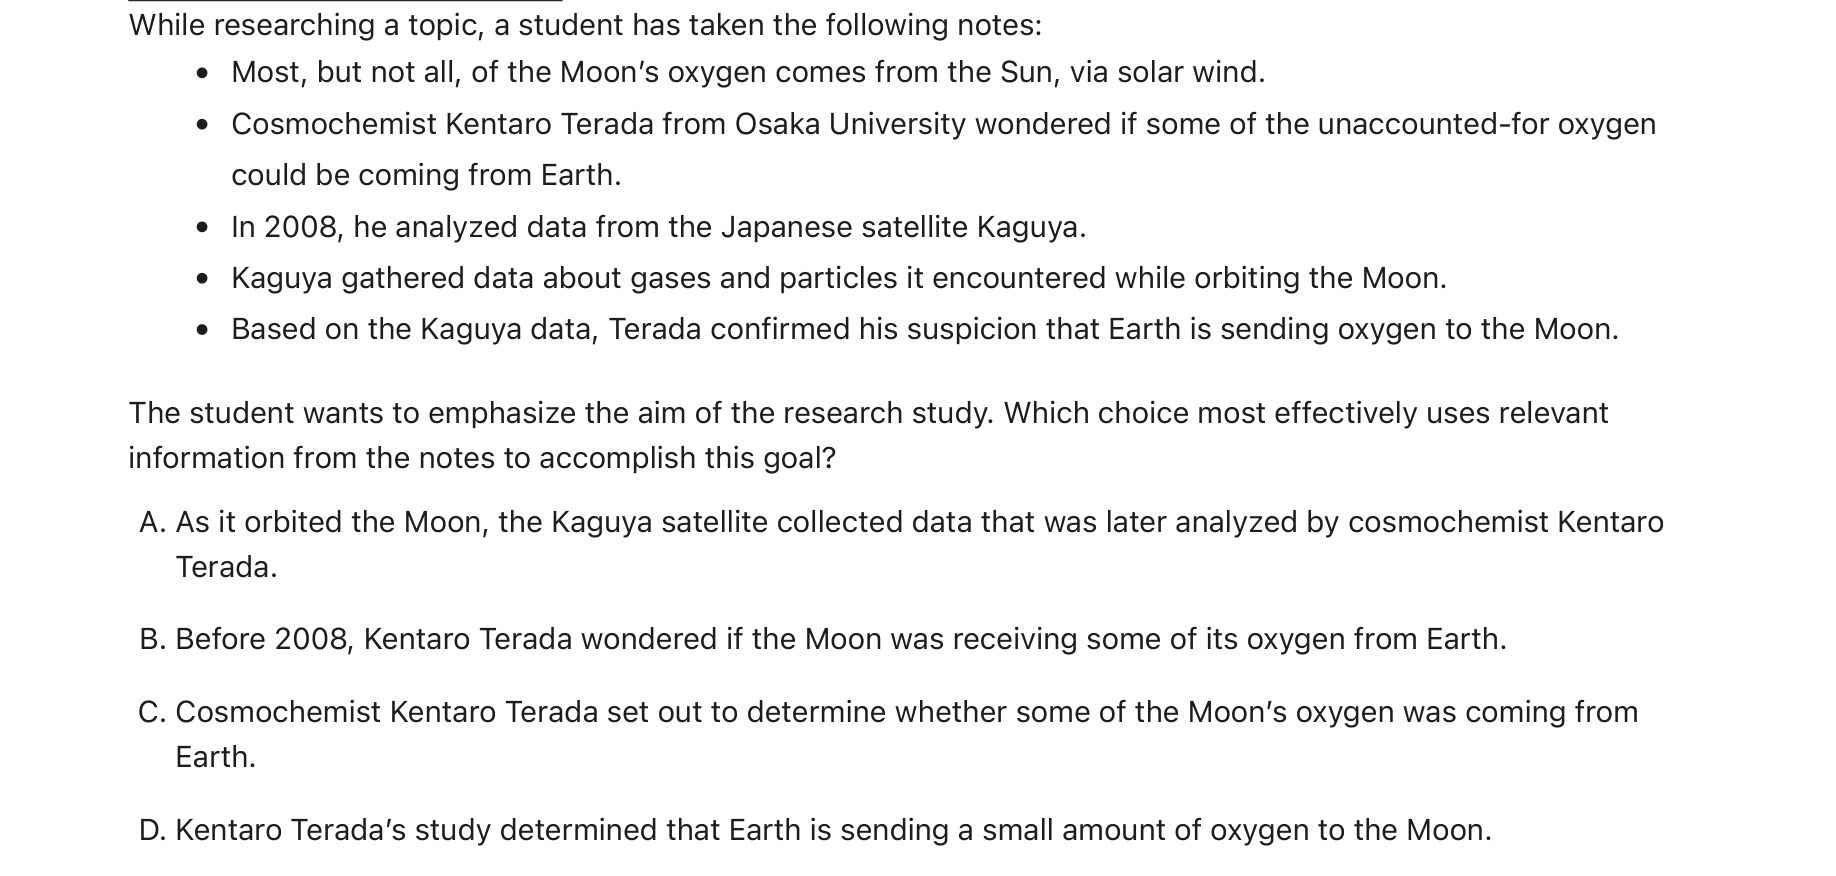 While researching a topic, a student has taken the following notes:
• Most, but not all, of the Moon's oxygen comes from the Sun, via solar wind.
• Cosmochemist Kentaro Terada from Osaka University wondered if some of the unaccounted-for oxygen
could be coming from Earth.
• In 2008, he analyzed data from the Japanese satellite Kaguya.
• Kaguya gathered data about gases and particles it encountered while orbiting the Moon.
• Based on the Kaguya data, Terada confirmed his suspicion that Earth is sending oxygen to the Moon.
The student wants to emphasize the aim of the research study. Which choice most effectively uses relevant
information from the notes to accomplish this goal?
A. As it orbited the Moon, the Kaguya satellite collected data that was later analyzed by cosmochemist Kentaro
Terada.
B. Before 2008, Kentaro Terada wondered if the Moon was receiving some of its oxygen from Earth.
C. Cosmochemist Kentaro Terada set out to determine whether some of the Moon's oxygen was coming from
Earth.
D. Kentaro Terada's study determined that Earth is sending a small amount of oxygen to the Moon.